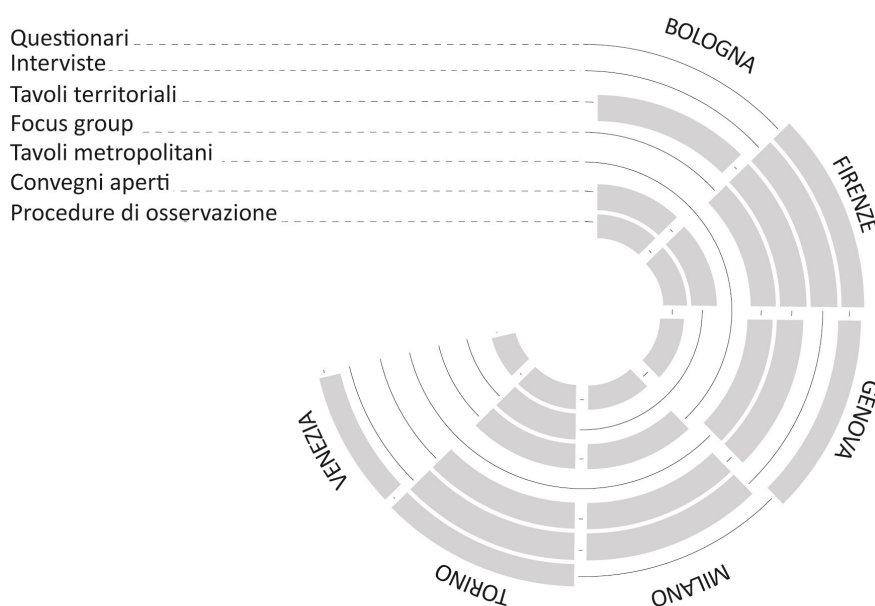 Questionari
Interviste
Tavoli territoriali
Focus group
Tavoli metropolitani
Convegni aperti
Procedure di osservazione
BOLOGNA
FIRENZE
GENOVA
MILANO
TORINO
VENEZIA